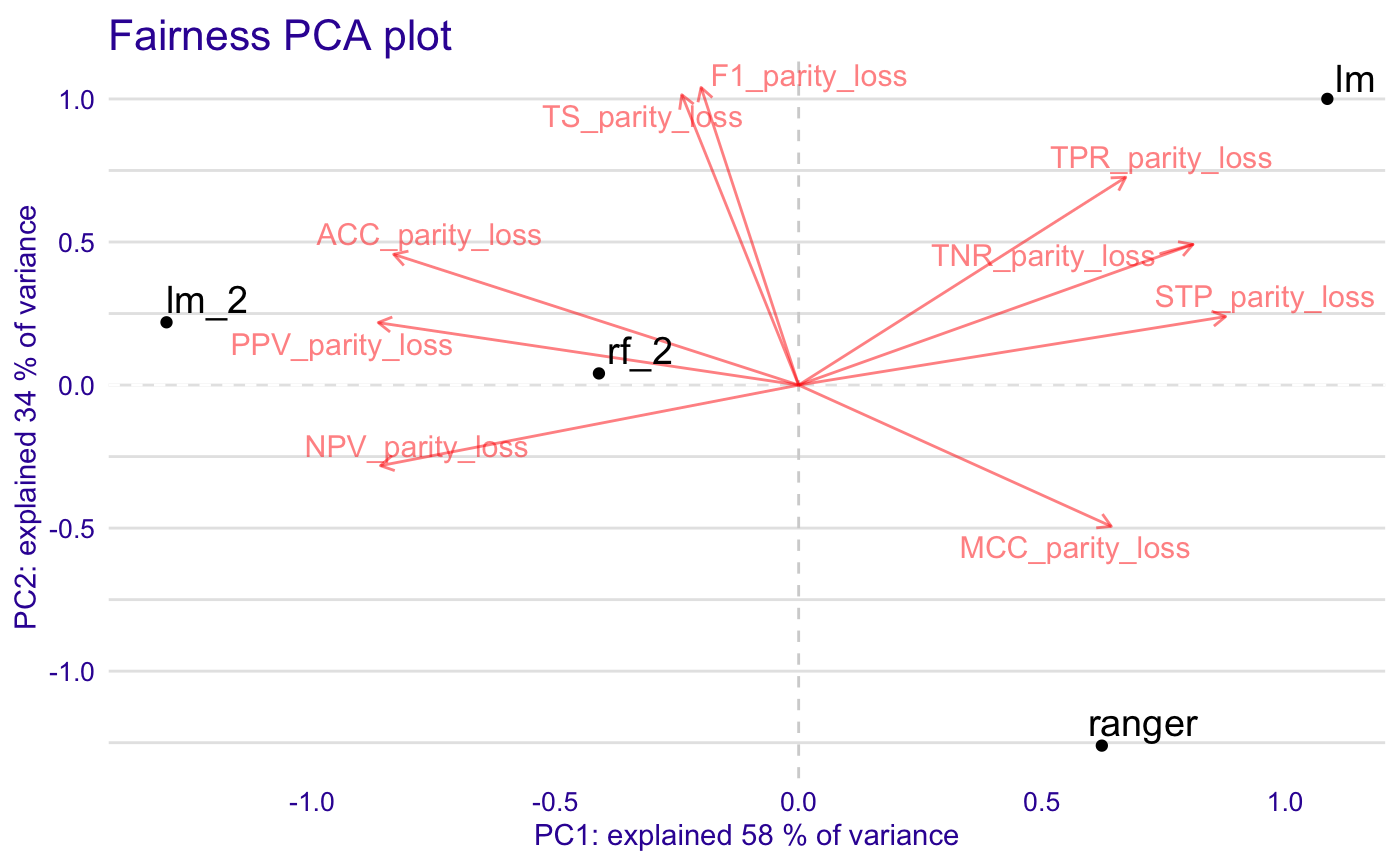 Fairness PCA plot
F1_parity_loss
lm
1.0
TS_parity_loss
TPR_parity_loss
ACC_parity_loss
0.5
TNR_parity_loss
lm_2
STP_parity_loss
PPV_parity_loss
rf_2
0.0
NPV_parity_loss
-0.5
MCC_parity_loss
-1.0
ranger
PC2: explained 34 % of variance
-1.0 -0.5 0.0 0.5 1.0
PC1: explained 58 % of variance